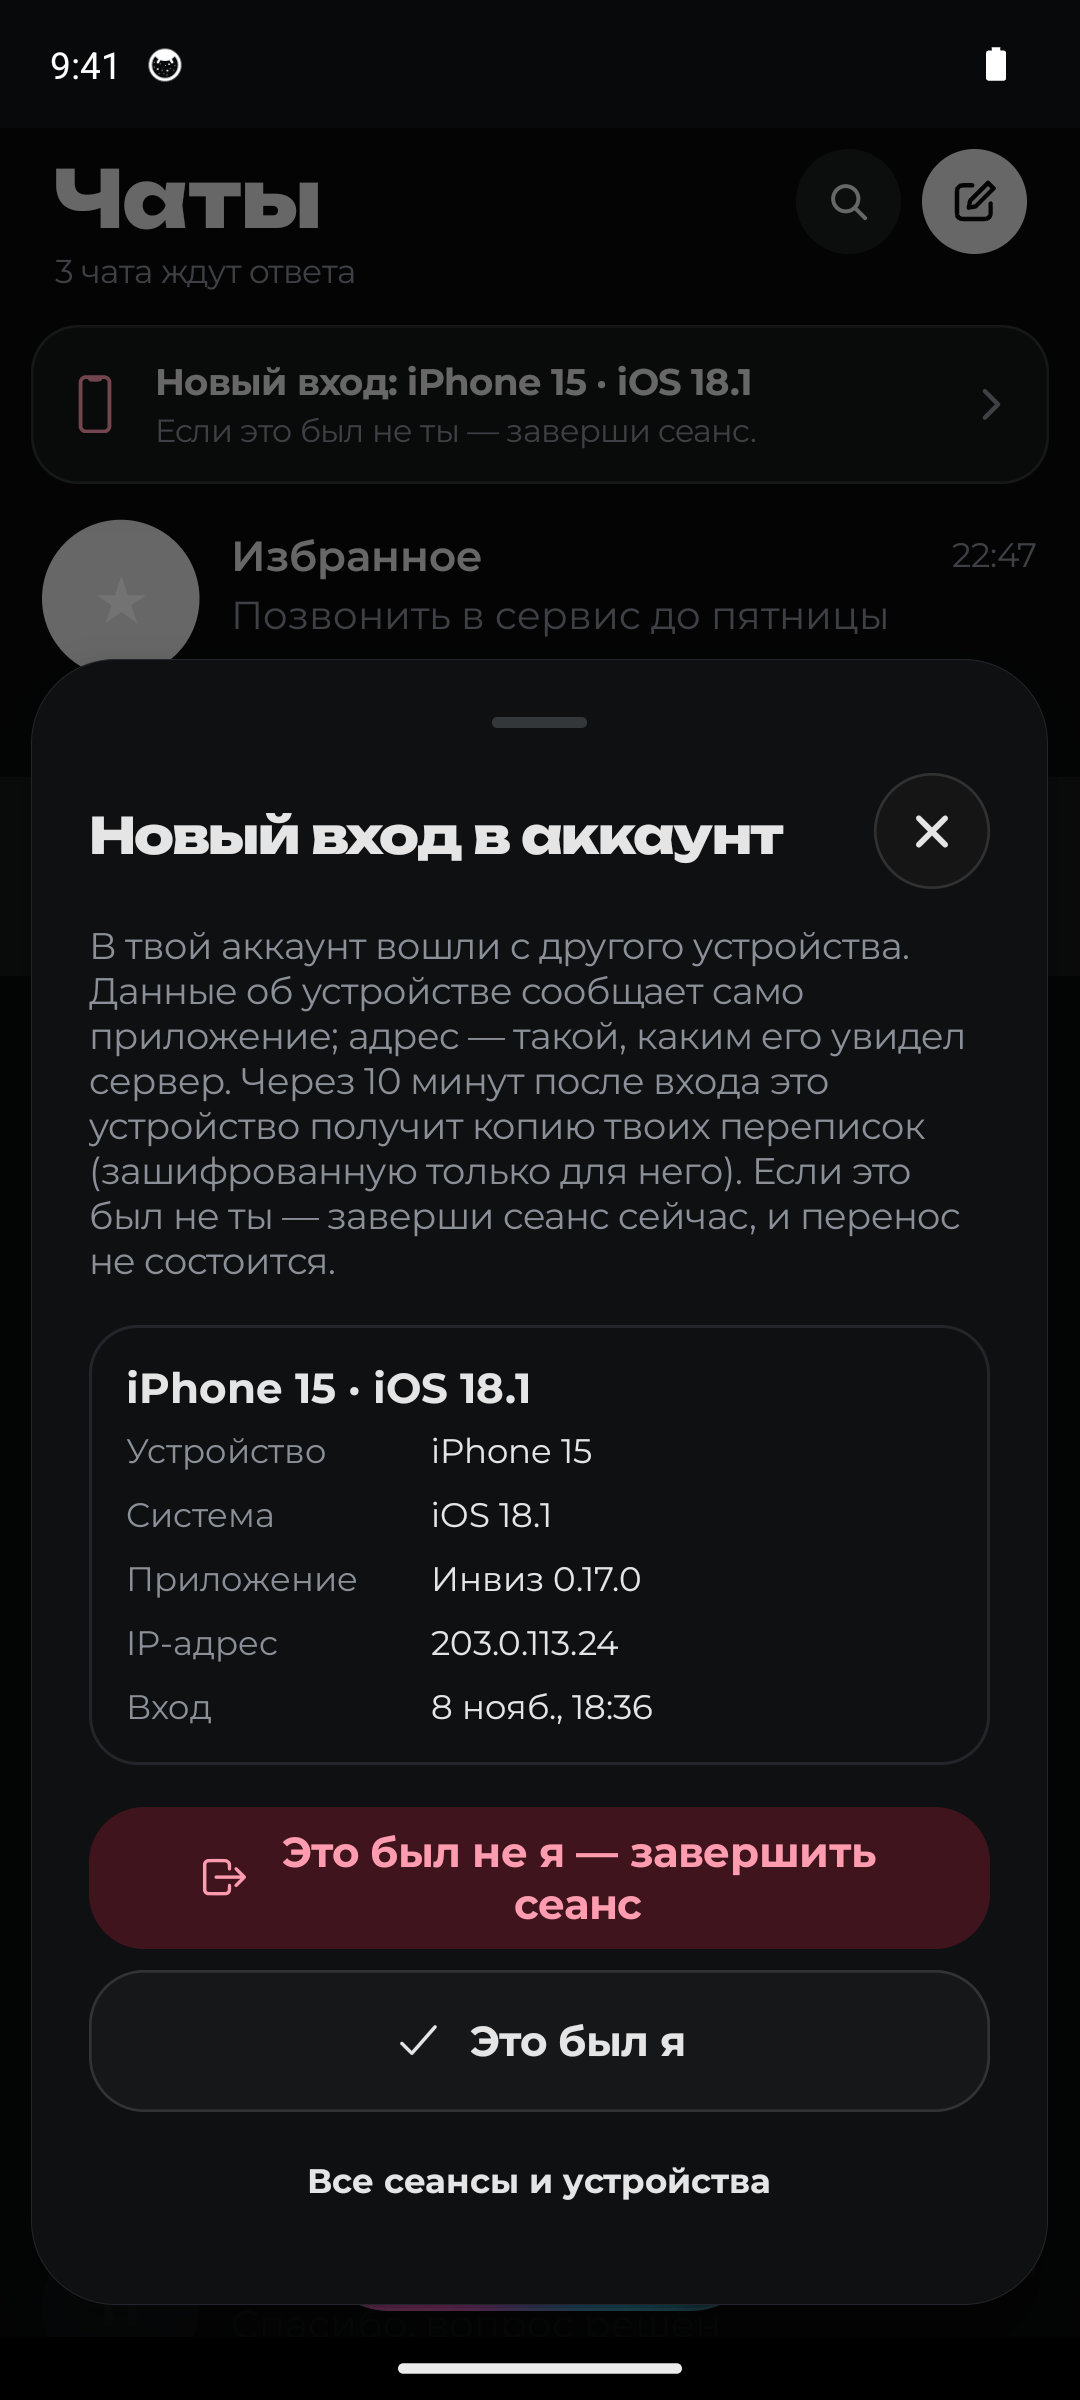 9:41
Чаты
3 чата ждут ответа
Новый вход: iPhone 15 · iOS 18.1
Если это был не ты — заверши сеанс.
Избранное
22:47
Позвонить в сервис до пятницы
Новый вход в аккаунт
В твой аккаунт вошли с другого устройства.
Данные об устройстве сообщает само
приложение; адрес — такой, каким его увидел
сервер. Через 10 минут после входа это
устройство получит копию твоих переписок
(зашифрованную только для него). Если это
был не ты — заверши сеанс сейчас, и перенос
не состоится.
iPhone 15 · iOS 18.1
Устройство iPhone 15
Система iOS 18.1
Приложение Инвиз 0.17.0
IP-адрес 203.0.113.24
Вход 8 нояб., 18:36
Это был не я — завершить
сеанс
Это был я
Все сеансы и устройства
Спасибо, вопрос решён